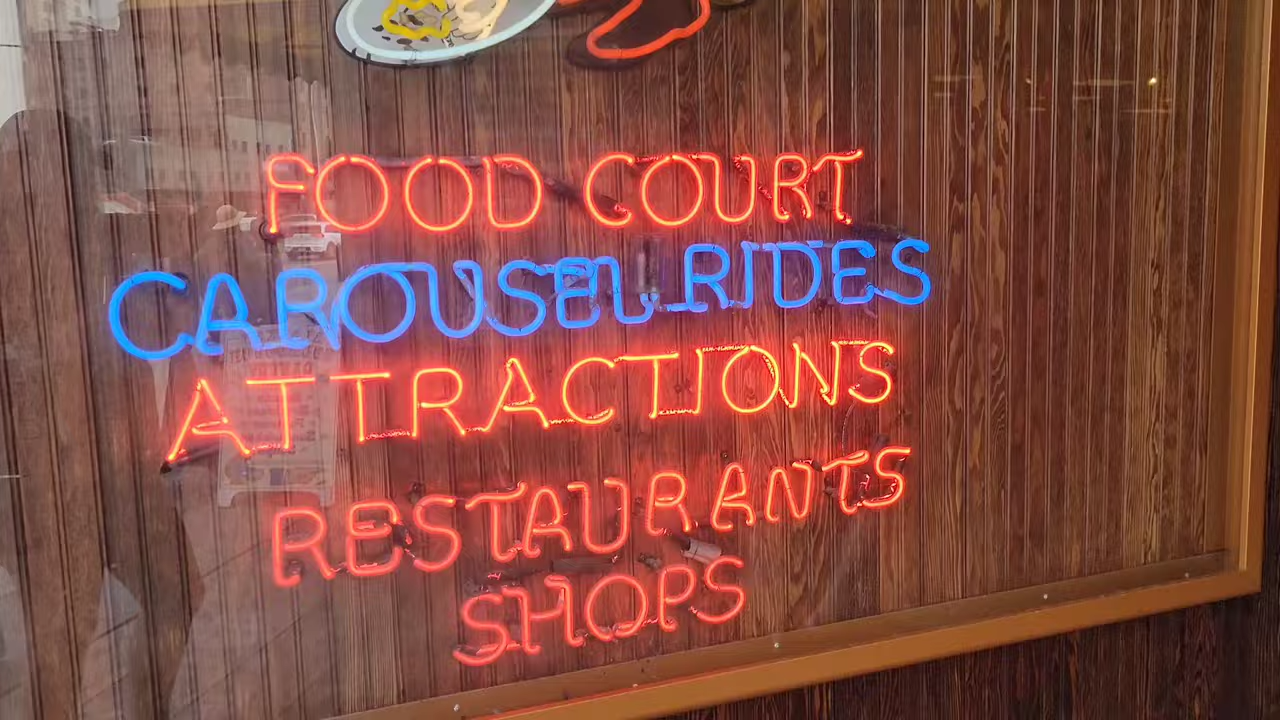 FOOD COURT
CAROUSEL RIDES
ATTRACTIONS
RESTAURANTS
SHOPS